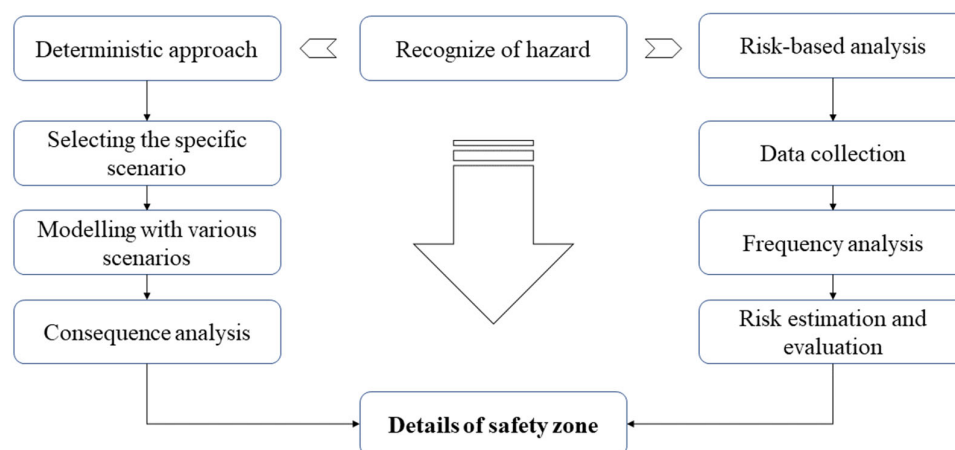 Deterministic approach
Recognize of hazard
Risk-based analysis
Selecting the specific
scenario
Data collection
Modelling with various
scenarios
Frequency analysis
Consequence analysis
Risk estimation and
evaluation
Details of safety zone